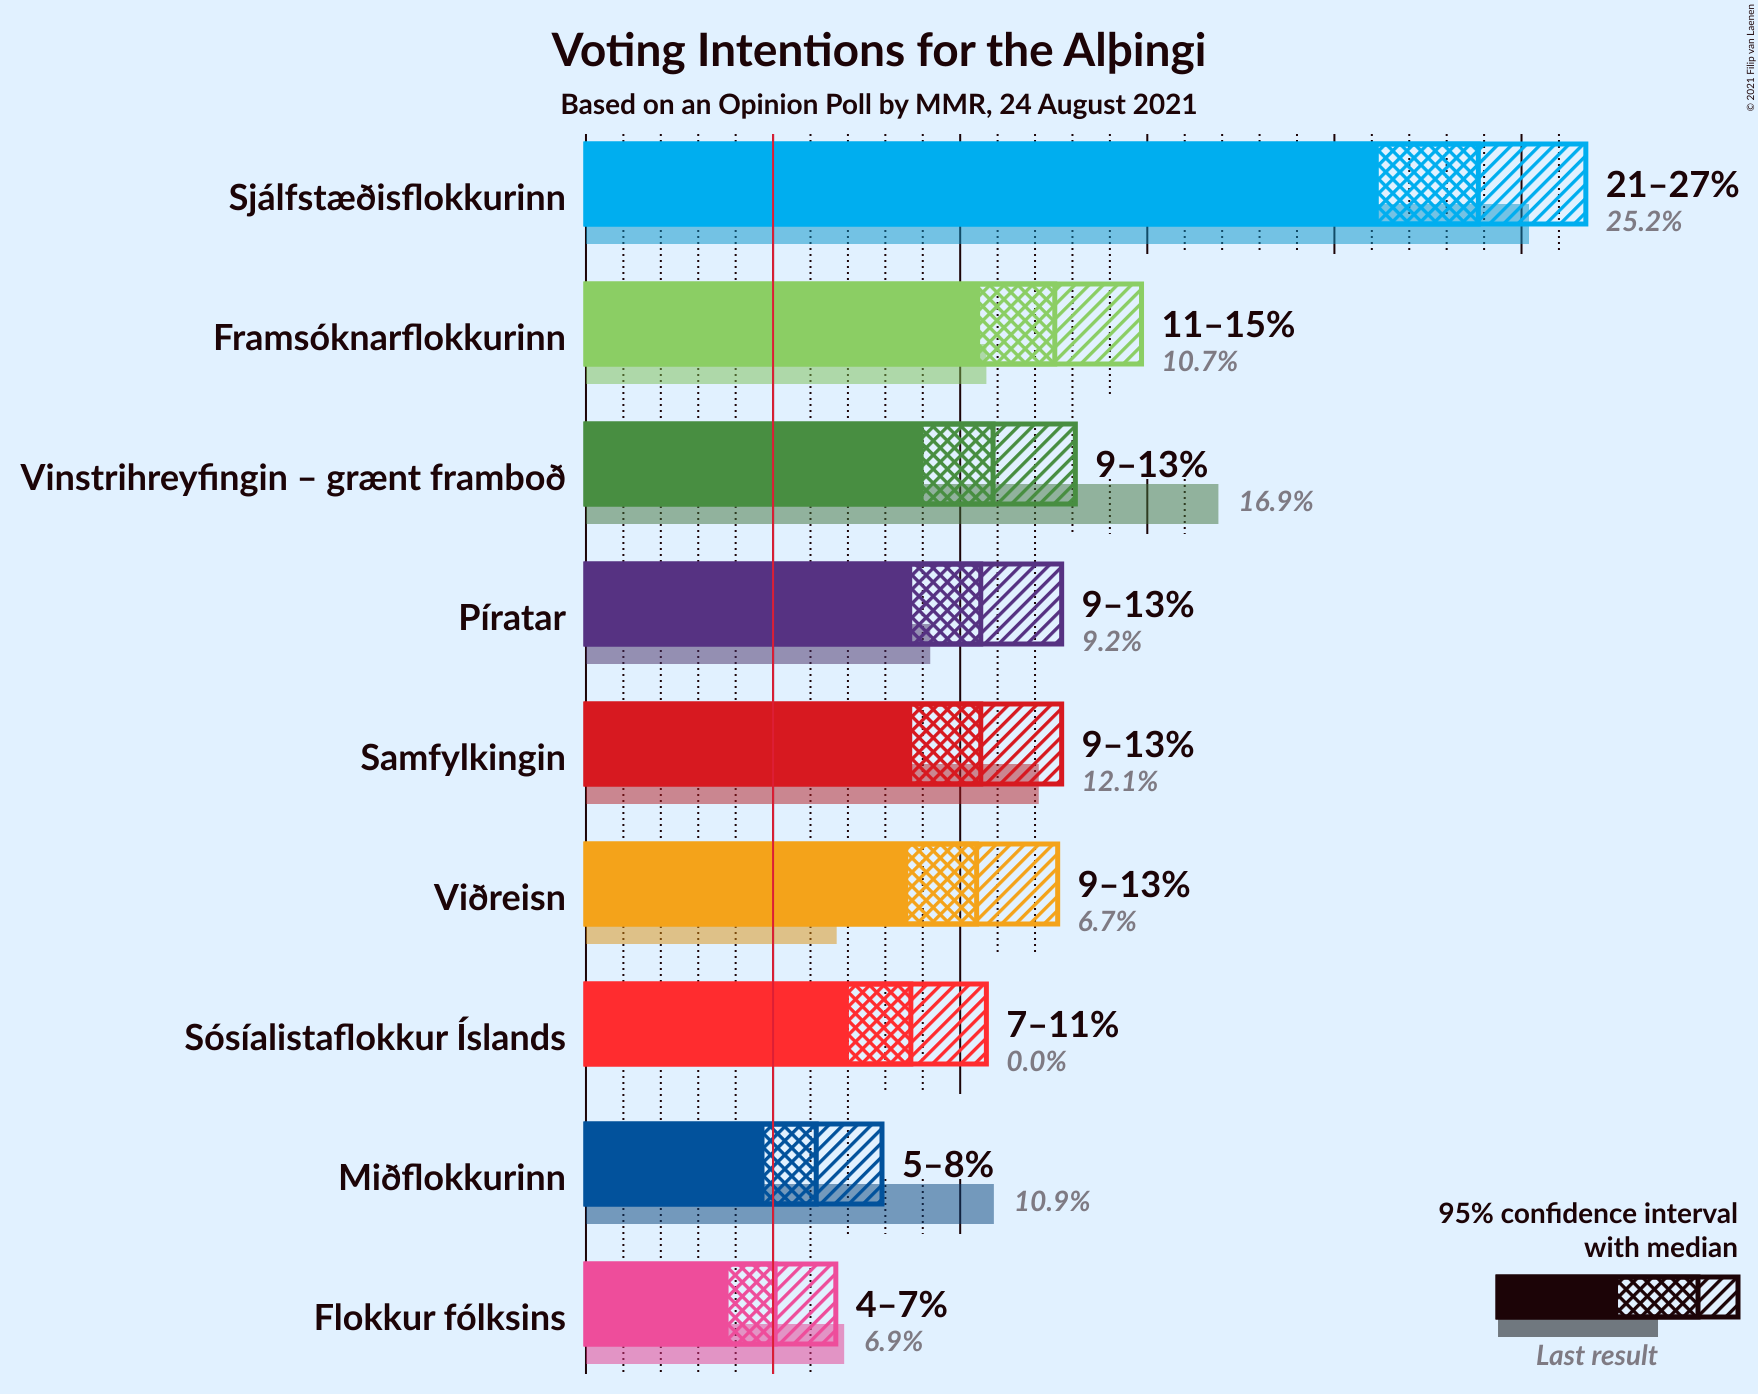 Voting Intentions for the Alþingi
Based on an Opinion Poll by MMR, 24 August 2021
© 2021 Filip van Laenen
Sjálfstæðisflokkurinn
21–27%
25.2%
Framsóknarflokkurinn
11–15%
10.7%
Vinstrihreyfingin – grænt framboð
9–13%
16.9%
Píratar
9–13%
9.2%
Samfylkingin
9–13%
12.1%
Viðreisn
9–13%
6.7%
Sósíalistaflokkur Íslands
7–11%
0.0%
Miðflokkurinn
5–8%
10.9%
Flokkur fólksins
4–7%
6.9%
95% confidence interval
with median
Last result